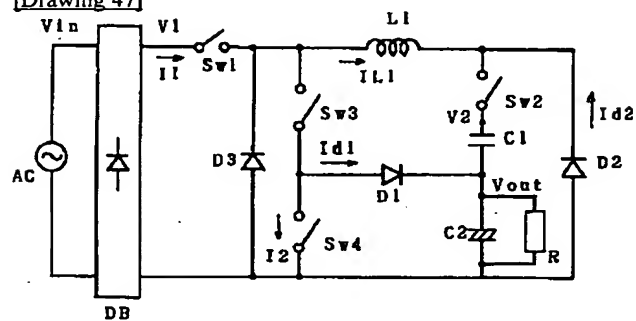 [Drawing 47]
Vin
V1
L1
I1
Sw1
IL1
Sw3
Sw2
V2
Id2
Id1
C1
AC
D3
D1
Vout
D2
I2
Sw4
C2
R
DB